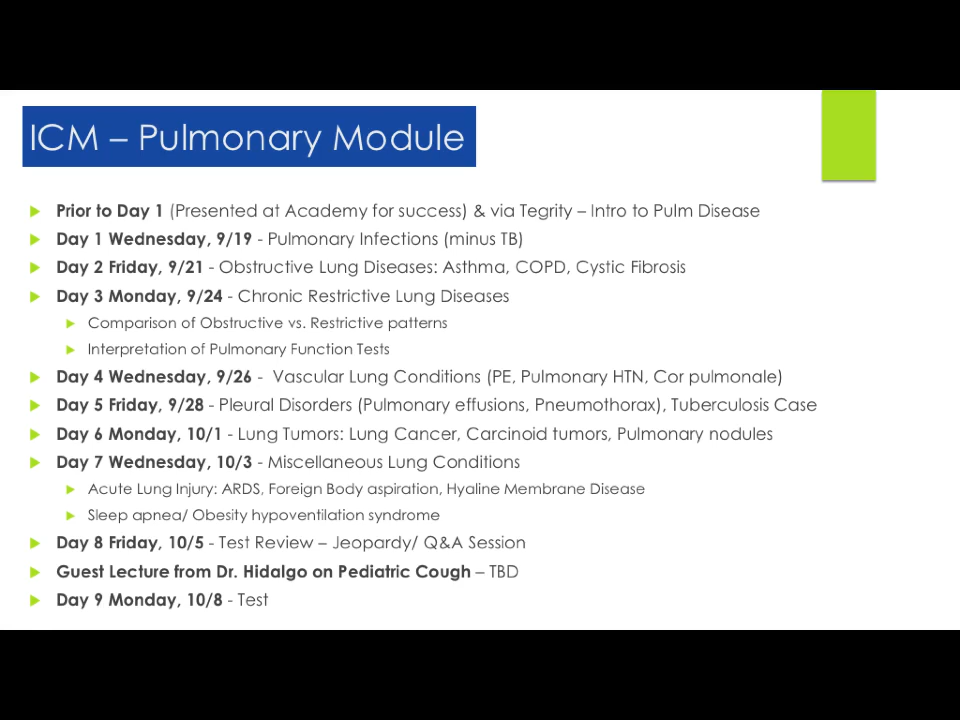 ICM – Pulmonary Module
Prior to Day 1 (Presented at Academy for success) & via Tegrity – Intro to Pulm Disease
Day 1 Wednesday, 9/19 - Pulmonary Infections (minus TB)
Day 2 Friday, 9/21 - Obstructive Lung Diseases: Asthma, COPD, Cystic Fibrosis
Day 3 Monday, 9/24 - Chronic Restrictive Lung Diseases
Comparison of Obstructive vs. Restrictive patterns
Interpretation of Pulmonary Function Tests
Day 4 Wednesday, 9/26 - Vascular Lung Conditions (PE, Pulmonary HTN, Cor pulmonale)
Day 5 Friday, 9/28 - Pleural Disorders (Pulmonary effusions, Pneumothorax), Tuberculosis Case
Day 6 Monday, 10/1 - Lung Tumors: Lung Cancer, Carcinoid tumors, Pulmonary nodules
Day 7 Wednesday, 10/3 - Miscellaneous Lung Conditions
Acute Lung Injury: ARDS, Foreign Body aspiration, Hyaline Membrane Disease
Sleep apnea/ Obesity hypoventilation syndrome
Day 8 Friday, 10/5 - Test Review – Jeopardy/ Q&A Session
Guest Lecture from Dr. Hidalgo on Pediatric Cough – TBD
Day 9 Monday, 10/8 - Test